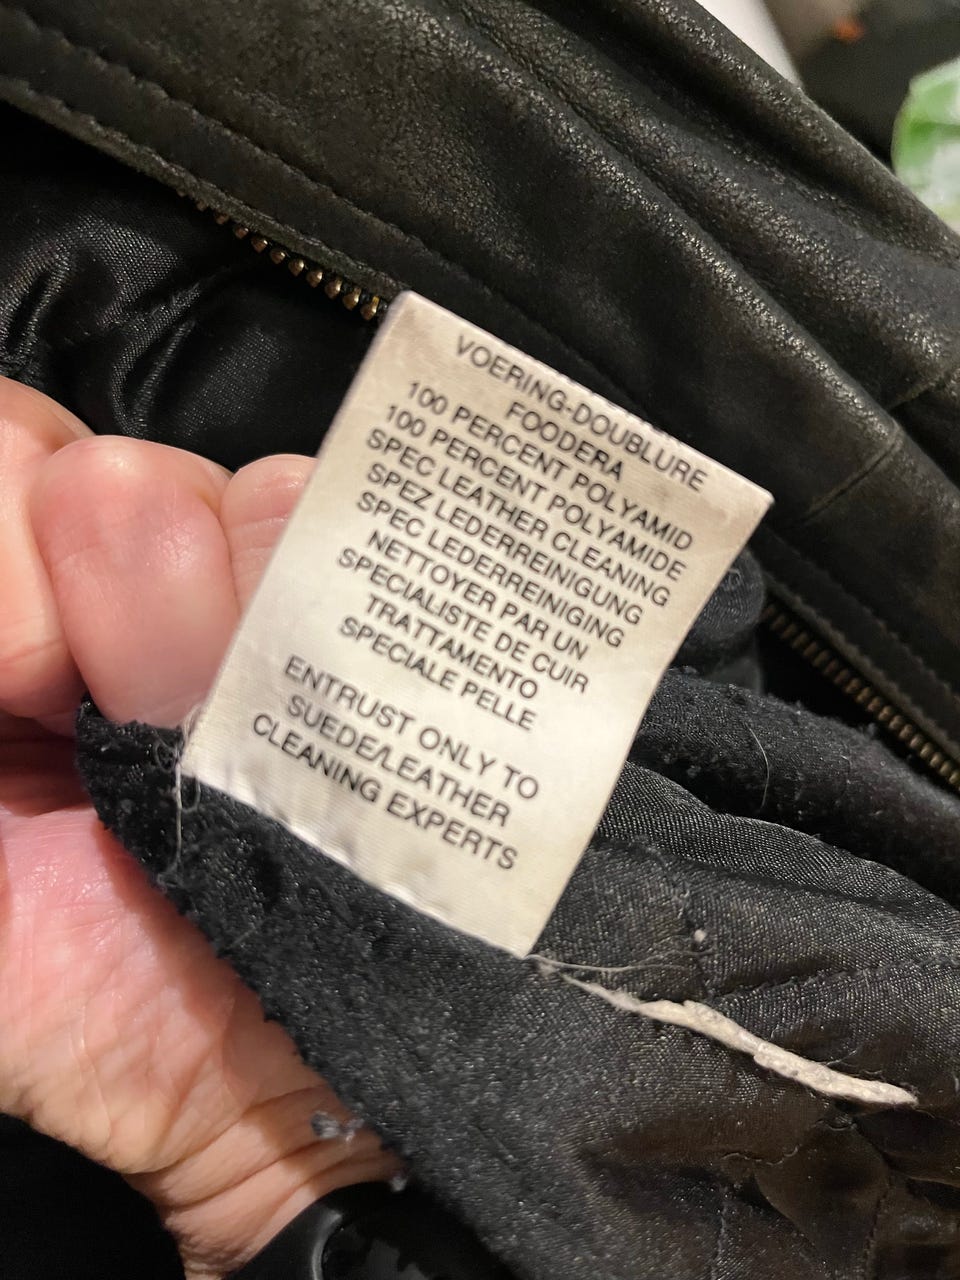 VOERING-DOUBLURE
FOODERA
100 PERCENT POLYAMID
100 PERCENT POLYAMIDE
SPEC LEATHER CLEANING
SPEZ LEDERREINIGUNG
SPEC LEDERREINIGING
NETTOYER PAR UN
SPECIALISTE DE CUIR
TRATTAMENTO
SPECIALE PELLE
ENTRUST ONLY TO
SUEDE/LEATHER
CLEANING EXPERTS